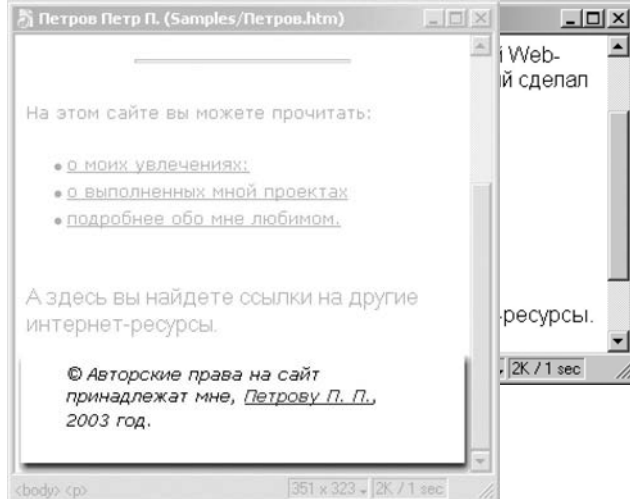 Петров Петр П. (Samples/Петров.htm)
На этом сайте вы можете прочитать:
• о моих увлечениях;
• о выполненных мной проектах
• подробнее обо мне любимом.
А здесь вы найдете ссылки на другие
интернет-ресурсы.
© Авторские права на сайт
принадлежат мне, Петрову П. П.,
2003 год.
<body> <p>
351 x 323
2K / 1 sec
й Web-
ий сделал
-ресурсы.
2K / 1 sec